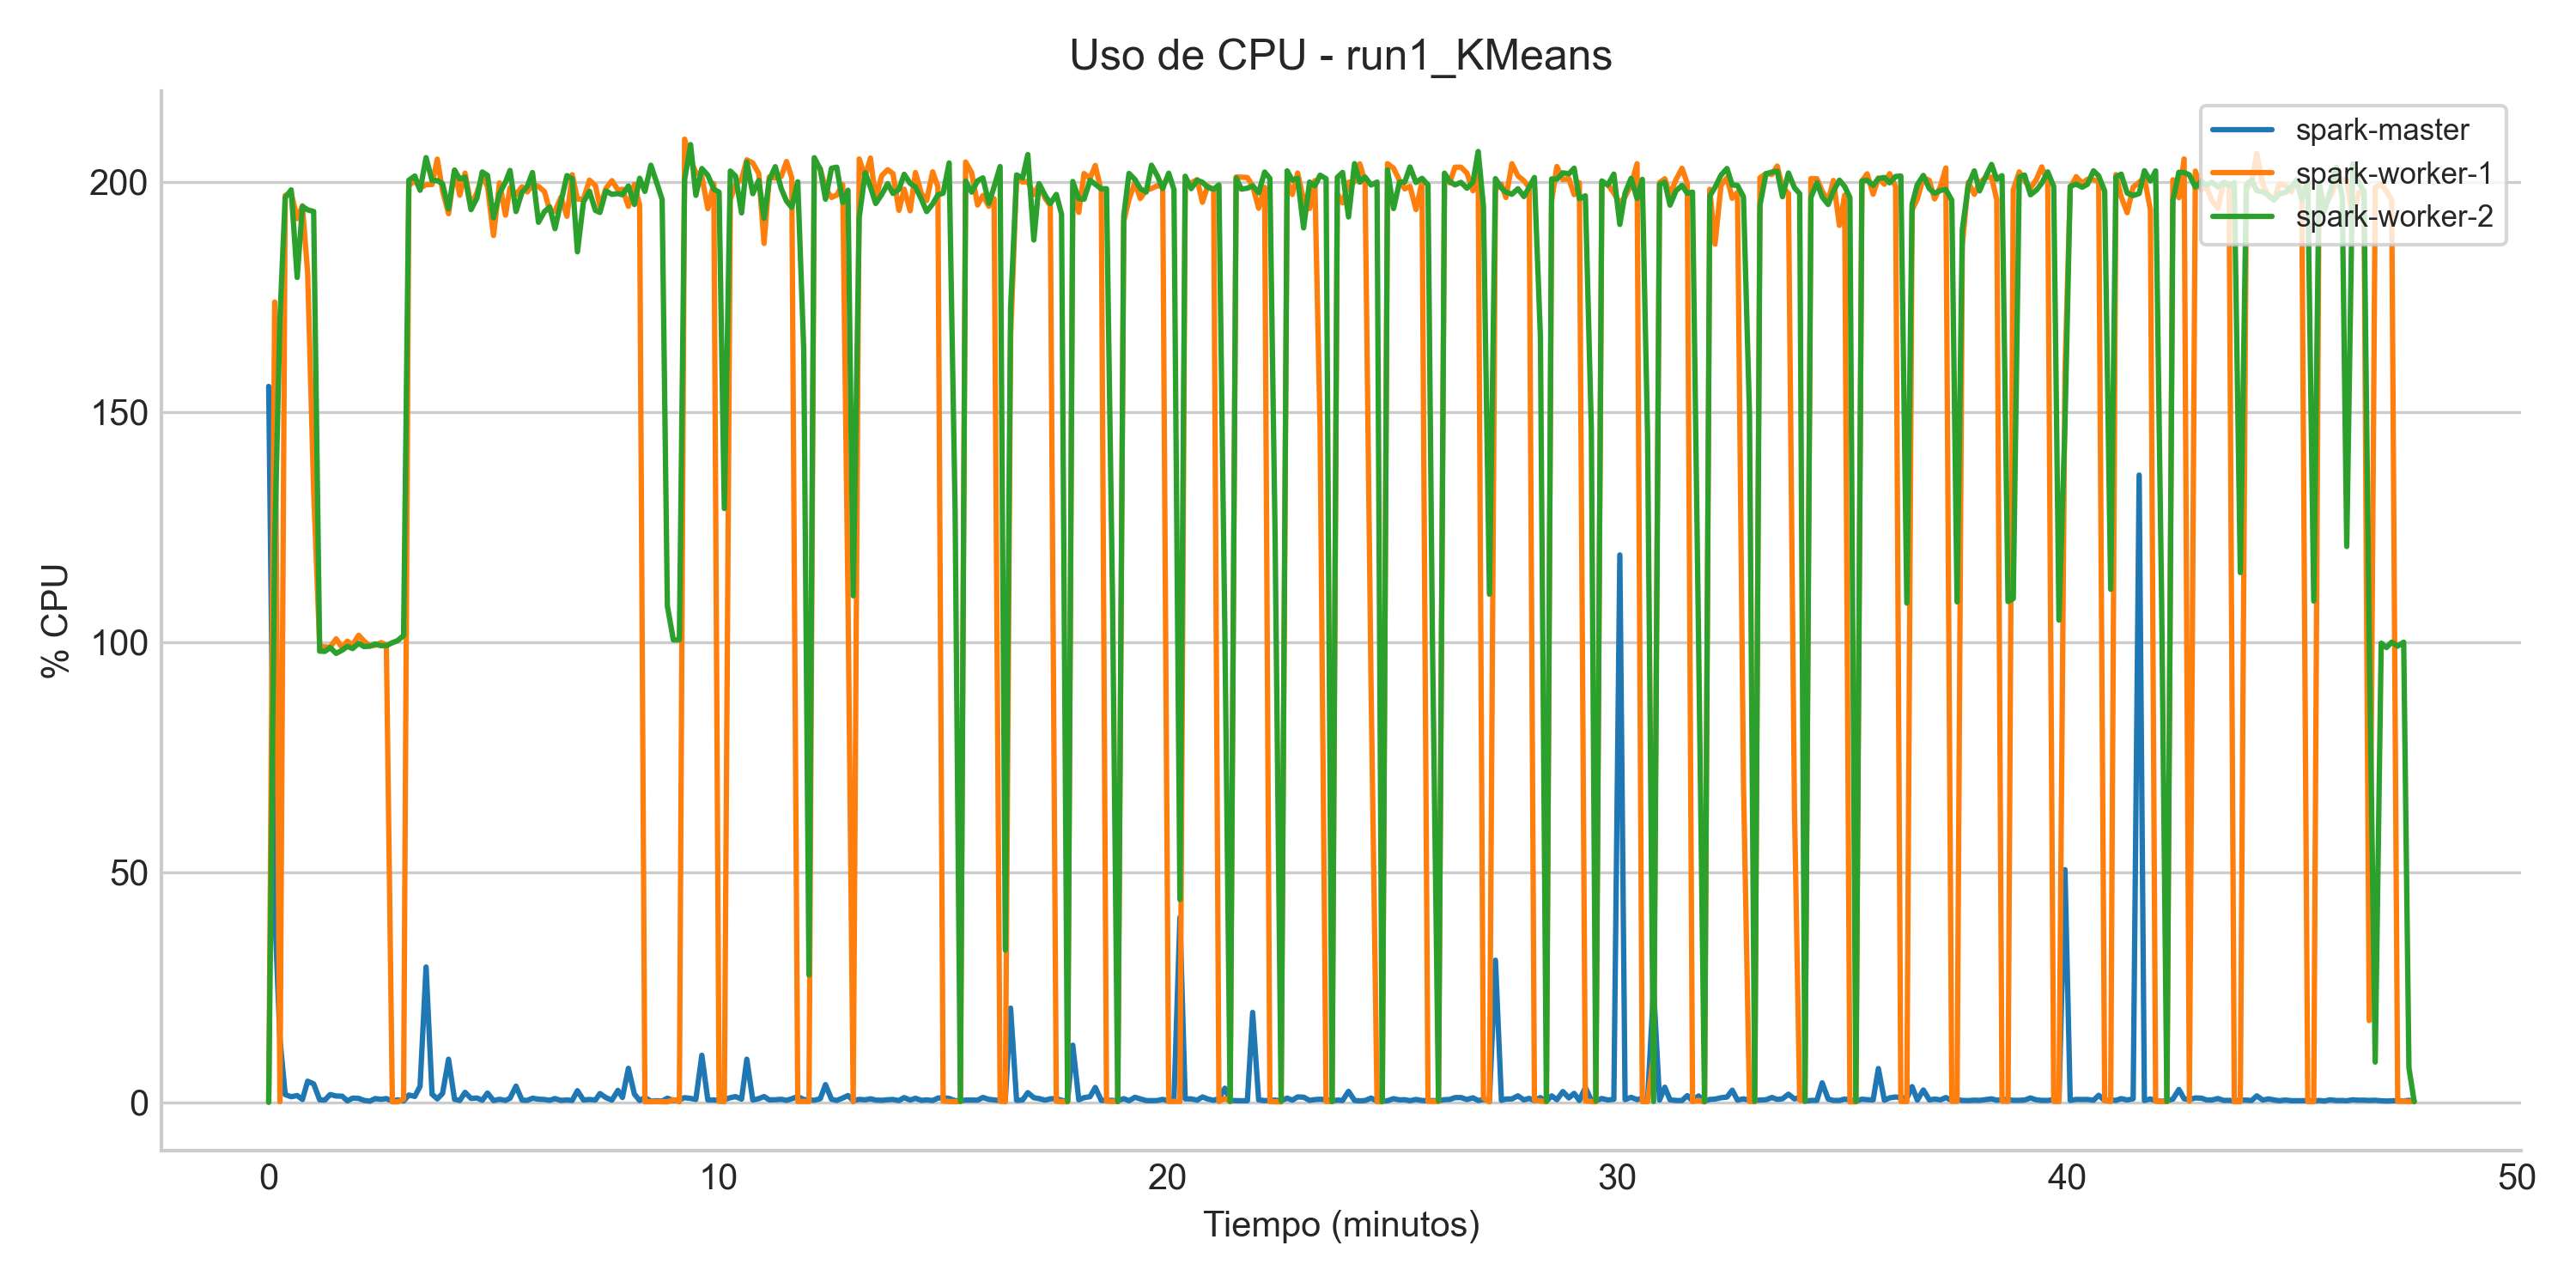 Uso de CPU - run1_KMeans
spark-master
spark-worker-1
spark-worker-2
200
150
100
50
0
% CPU
0 10 20 30 40 50
Tiempo (minutos)